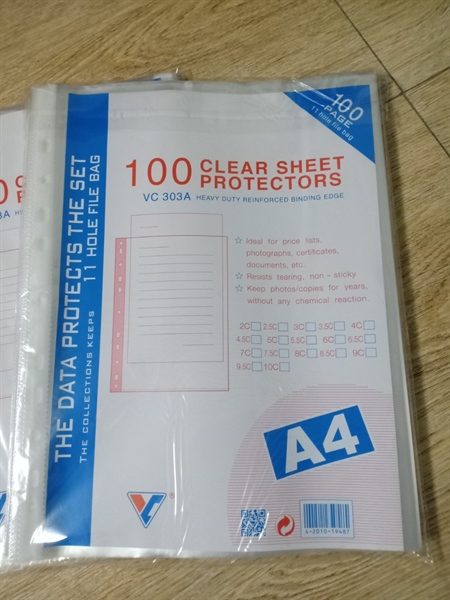 100
PAGE
11 hole file bag
100 CLEAR SHEET
PROTECTORS
VC 303A HEAVY DUTY REINFORCED BINDING EDGE
THE DATA PROTECTS THE SET
11 HOLE FILE BAG
THE COLLECTIONS KEEPS
☆ Ideal for price lists,
photographs, certificates,
documents, etc.
☆ Resists tearing, non – sticky
☆ Keep photos/copies for years,
without any chemical reaction.
2C 2.5C 3C 3.5C 4C
4.5C 5C 5.5C 6C 6.5C
7C 7.5C 8C 8.5C 9C
9.5C 10C
A4
VC ®
4-2010-19487